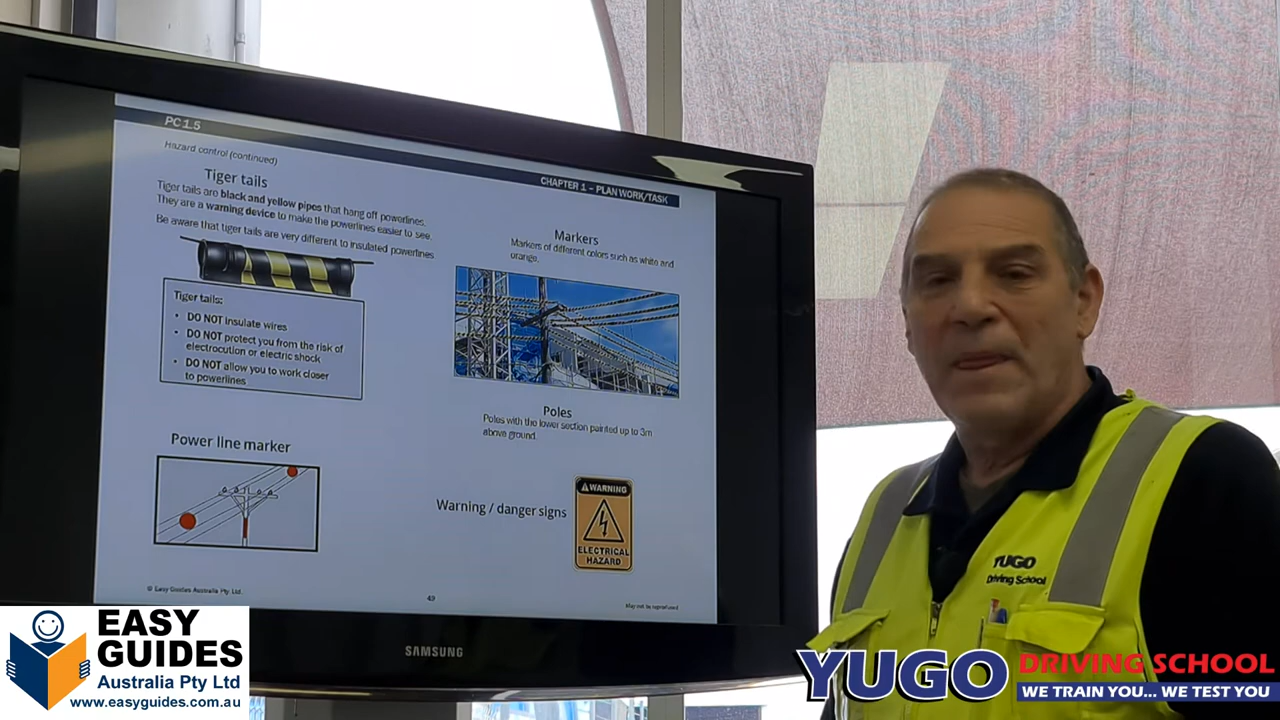 PC 1.5
CHAPTER 1 – PLAN WORK/TASK
Hazard control (continued)
Tiger tails
Tiger tails are black and yellow pipes that hang off powerlines.
They are a warning device to make the powerlines easier to see.
Be aware that tiger tails are very different to insulated powerlines
Tiger tails:
• DO NOT insulate wires
• DO NOT protect you from the risk of
electrocution or electric shock
• DO NOT allow you to work closer
to powerlines
Power line marker
Markers
Markers of different colors such as white and
orange.
Poles
Poles with the lower section painted up to 3m
above ground.
Warning / danger signs
WARNING
ELECTRICAL
HAZARD
© Easy Guides Australia Pty. Ltd.
49
May not be reproduced
SAMSUNG
YUGO
Driving School
EASY
GUIDES
Australia Pty Ltd
www.easyguides.com.au
YUGO DRIVING SCHOOL
WE TRAIN YOU... WE TEST YOU